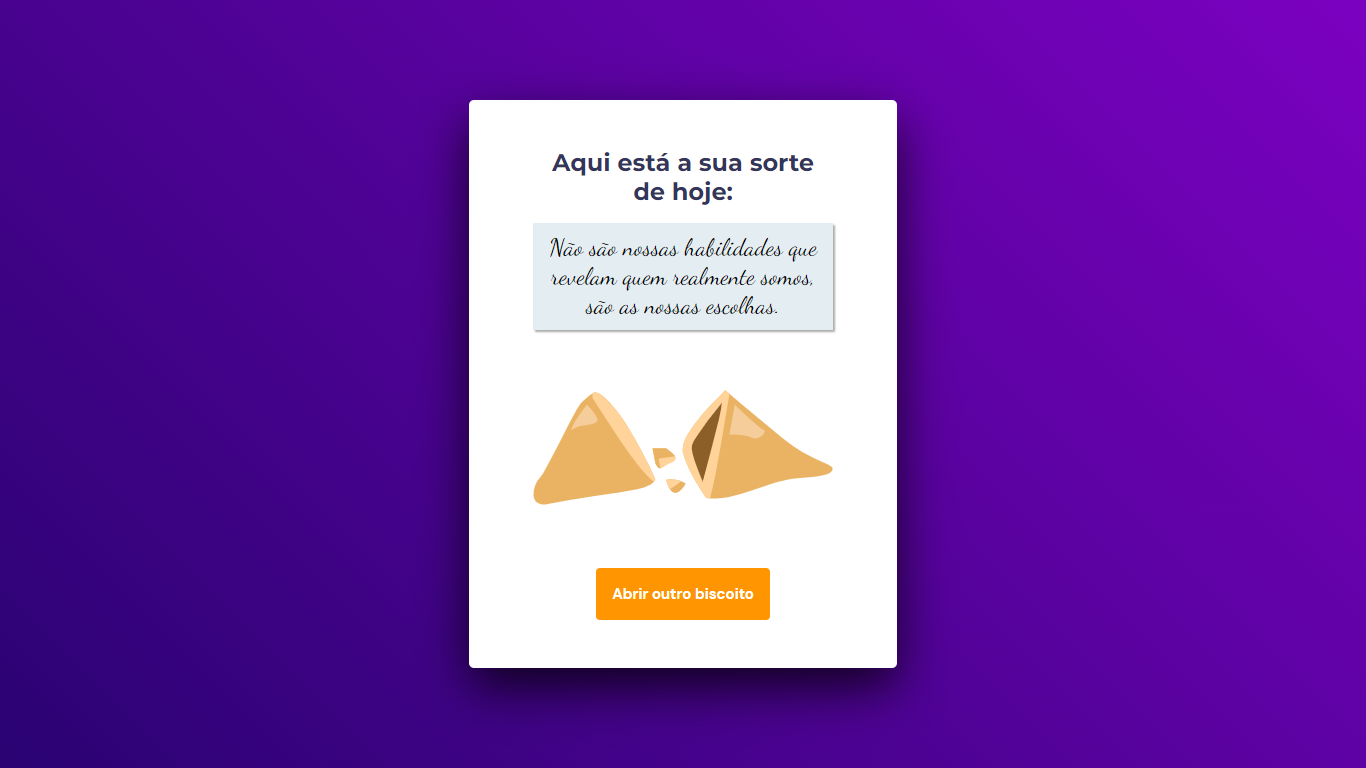 Aqui está a sua sorte
de hoje:
Não são nossas habilidades que
revelam quem realmente somos,
são as nossas escolhas.
Abrir outro biscoito